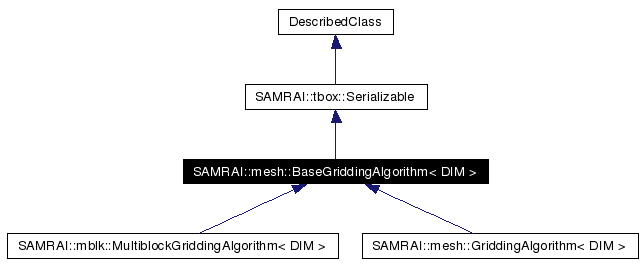 DescribedClass
SAMRAI::tbox::Serializable
SAMRAI::mesh::BaseGriddingAlgorithm< DIM >
SAMRAI::mblk::MultiblockGriddingAlgorithm< DIM >
SAMRAI::mesh::GriddingAlgorithm< DIM >